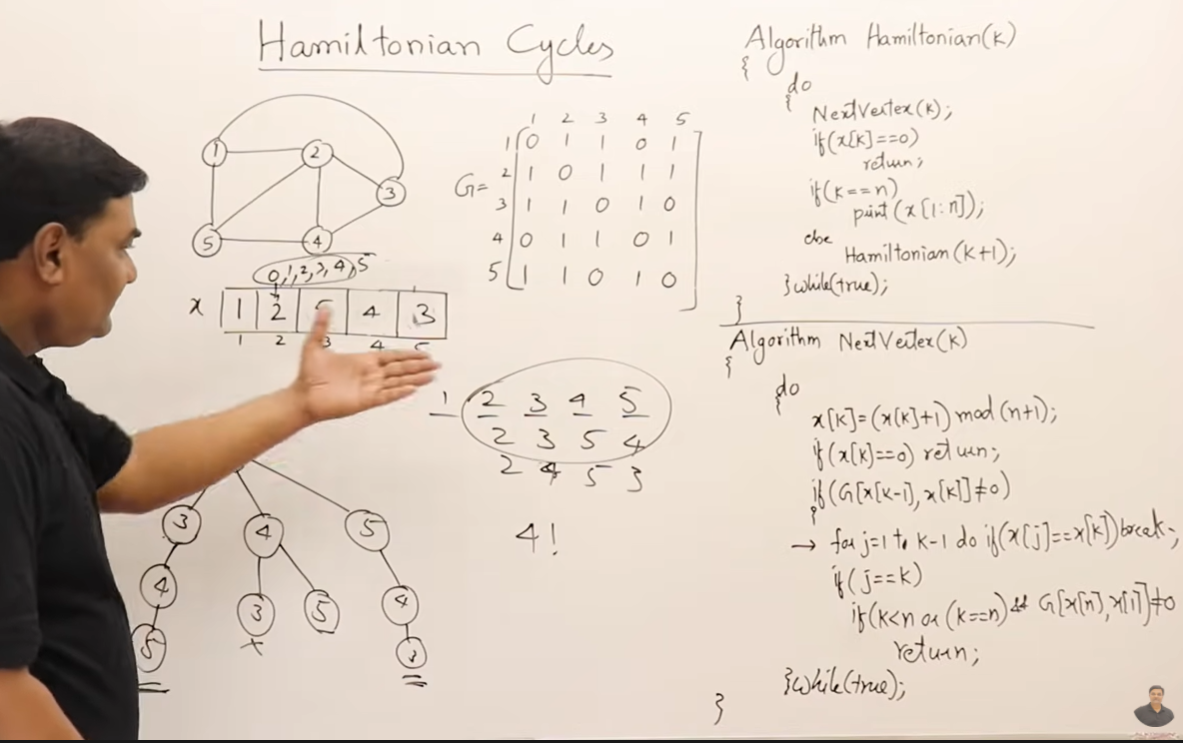 Hamiltonian Cycles
1
2
3
5
4
0,1,2,3,4,5
x 1 2 5 4 3
1 2 3 4 5
1 2 3 4 5
G=
1 0 1 1 0 1
2 1 0 1 1 1
3 1 1 0 1 0
4 0 1 1 0 1
5 1 1 0 1 0
1 2 3 4 5
2 3 5 4
2 4 5 3
4!
3 4 5
4 3 5 4
x
5 3
Algorithm Hamiltonian(k)
{
do
{
NextVertex(k);
if(x[k]==0)
return;
if(k==n)
print(x[1:n]);
else
Hamiltonian(k+1);
}while(true);
}
Algorithm NextVertex(k)
{
do
{
x[k]=(x[k]+1)mod(n+1);
if(x[k]==0) return;
if(G[x[k-1],x[k]]≠0)
{
→ for j=1 to k-1 do if(x[j]==x[k])break;
if(j==k)
if(k<n or (k==n)&& G[x[n],x[1]]≠0
return;
}while(true);
}